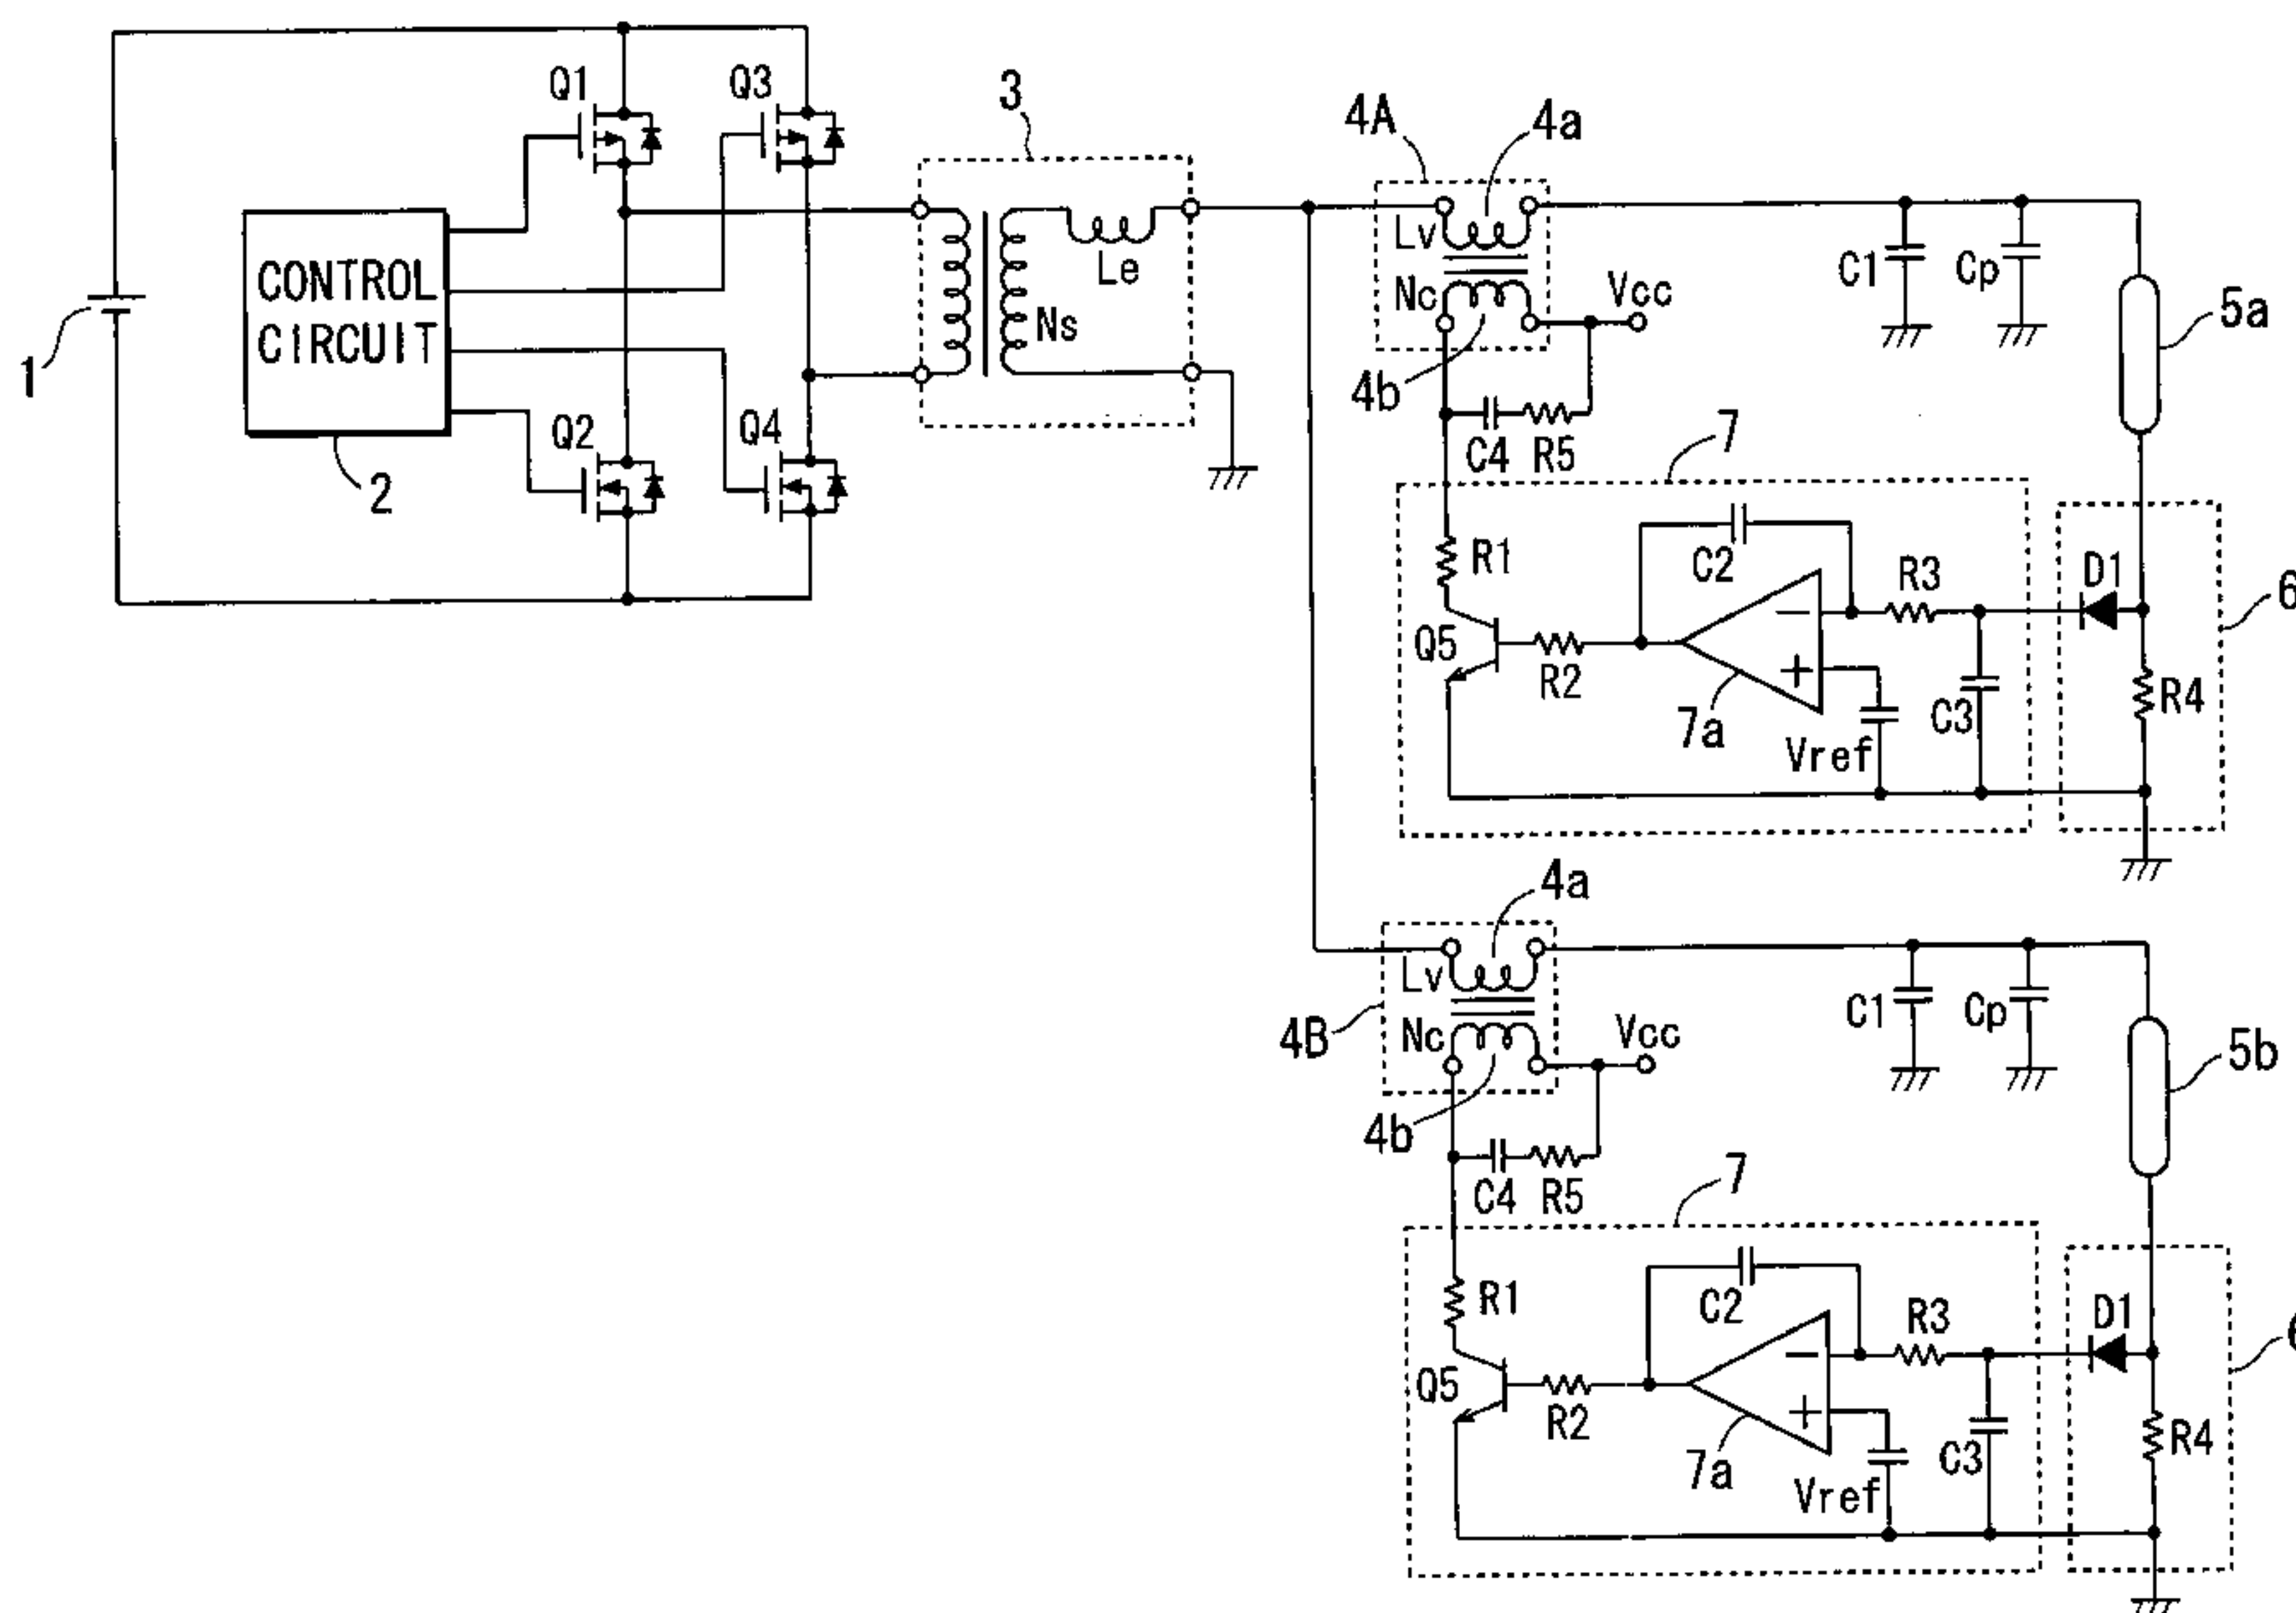 Q1
Q3
3
4A
4a
CONTROL
CIRCUIT
Le
Ns
Lv
Nc
Vcc
C1
Cp
5a
1
4b
2
Q2
Q4
C4
R5
7
R1
C2
R3
D1
6
Q5
R2
7a
Vref
C3
R4
4a
Lv
4B
Nc
Vcc
C1
Cp
5b
4b
C4
R5
7
R1
C2
R3
D1
Q5
R2
7a
Vref
C3
R4